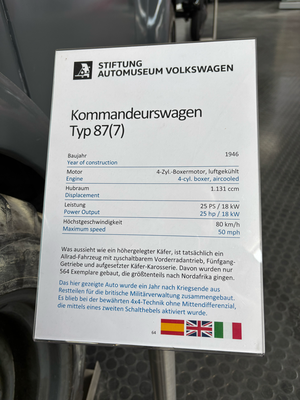 STIFTUNG
AUTOMUSEUM VOLKSWAGEN
Kommandeurswagen
Typ 87(7)
Baujahr 1946
Year of construction
Motor 4-Zyl.-Boxermotor, luftgekühlt
Engine 4-cyl. boxer, aircooled
Hubraum 1.131 ccm
Displacement
Leistung 25 PS / 18 kW
Power Output 25 hp / 18 kW
Höchstgeschwindigkeit 80 km/h
Maximum speed 50 mph
Was aussieht wie ein höhergelegter Käfer, ist tatsächlich ein
Allrad-Fahrzeug mit zuschaltbarem Vorderradantrieb, Fünfgang-
Getriebe und aufgesetzter Käfer-Karosserie. Davon wurden nur
564 Exemplare gebaut, die größtenteils nach Nordafrika gingen.
Das hier gezeigte Auto wurde ein Jahr nach Kriegsende aus
Restteilen für die britische Militärverwaltung zusammengebaut.
Es blieb bei der bewährten 4x4-Technik ohne Mittendifferenzial,
die mittels eines zweiten Schalthebels aktiviert wurde.